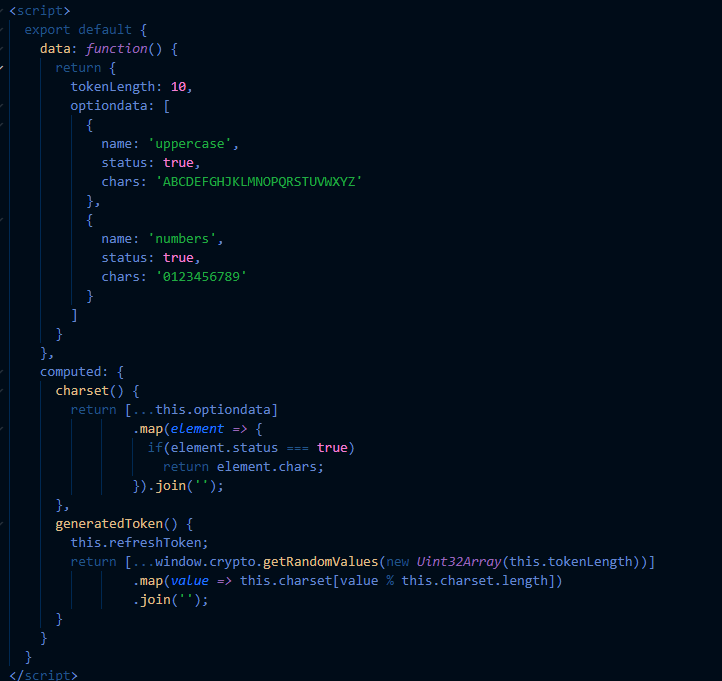 <script>
export default {
data: function() {
return {
tokenLength: 10,
optiondata: [
{
name: 'uppercase',
status: true,
chars: 'ABCDEFGHJKLMNOPQRSTUVWXYZ'
},
{
name: 'numbers',
status: true,
chars: '0123456789'
}
]
}
},
computed: {
charset() {
return [...this.optiondata]
.map(element => {
if(element.status === true)
return element.chars;
}).join('');
},
generatedToken() {
this.refreshToken;
return [...window.crypto.getRandomValues(new Uint32Array(this.tokenLength))]
.map(value => this.charset[value % this.charset.length])
.join('');
}
}
}
</script>